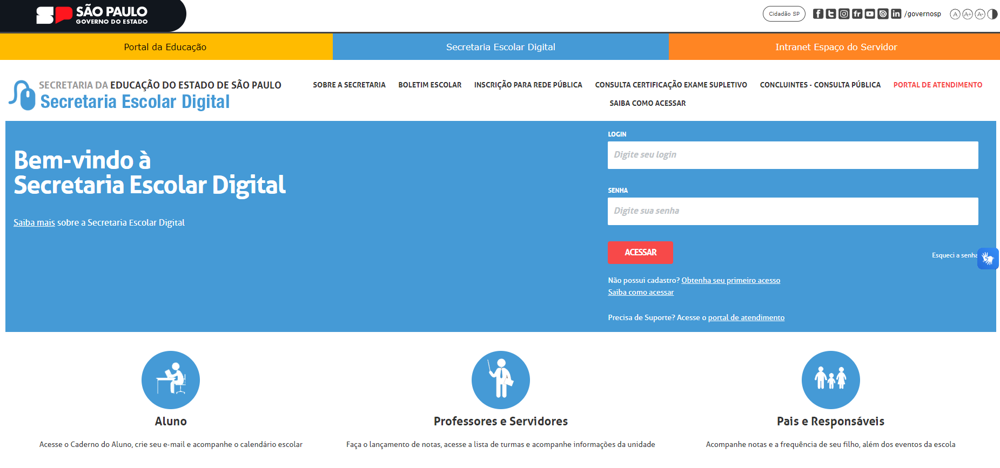 SÃO PAULO
GOVERNO DO ESTADO
Cidadão SP
/governosp
A A+ A-
Portal da Educação
Secretaria Escolar Digital
Intranet Espaço do Servidor
SECRETARIA DA EDUCAÇÃO DO ESTADO DE SÃO PAULO
Secretaria Escolar Digital
SOBRE A SECRETARIA
BOLETIM ESCOLAR
INSCRIÇÃO PARA REDE PÚBLICA
CONSULTA CERTIFICAÇÃO EXAME SUPLETIVO
CONCLUINTES - CONSULTA PÚBLICA
PORTAL DE ATENDIMENTO
SAIBA COMO ACESSAR
Bem-vindo à
Secretaria Escolar Digital
Saiba mais sobre a Secretaria Escolar Digital
LOGIN
Digite seu login
SENHA
Digite sua senha
ACESSAR
Esqueci a senha
Não possui cadastro? Obtenha seu primeiro acesso
Saiba como acessar
Precisa de Suporte? Acesse o portal de atendimento
Aluno
Acesse o Caderno do Aluno, crie seu e-mail e acompanhe o calendário escolar
Professores e Servidores
Faça o lançamento de notas, acesse a lista de turmas e acompanhe informações da unidade
Pais e Responsáveis
Acompanhe notas e a frequência de seu filho, além dos eventos da escola